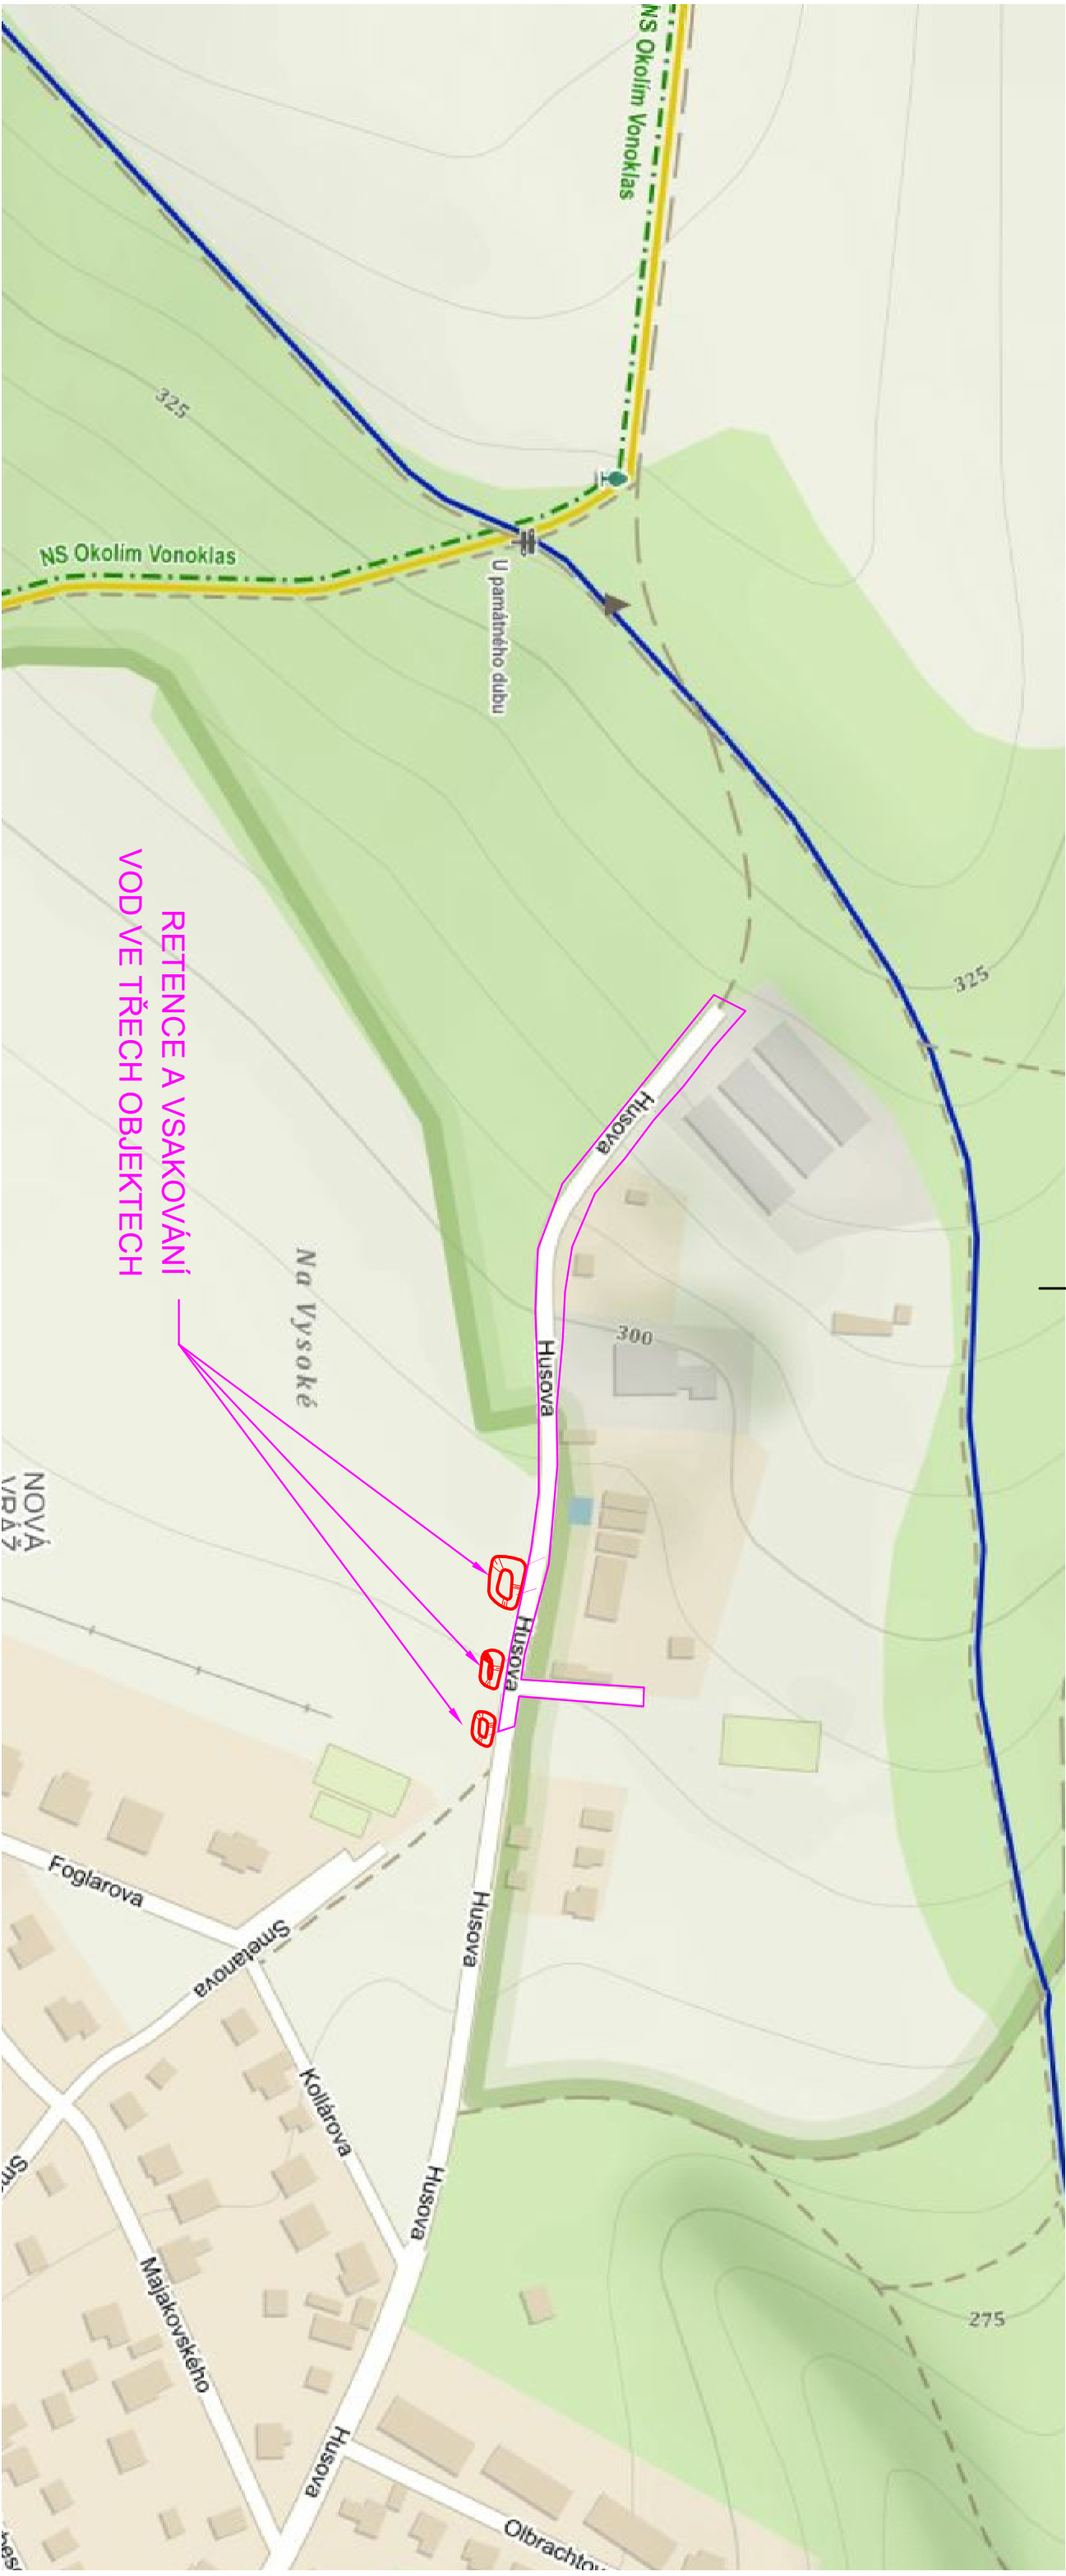 NS Okolím Vonoklas
325
NS Okolím Vonoklas
U památného dubu
325
RETENCE A VSAKOVÁNÍ
VOD VE TŘECH OBJEKTECH
Na Vysoké
Husova
300
Husova
NOVÁ
VRÁŽ
Husova
Husova
Foglarova
Smetanova
Kollárova
Husova
Majakovského
275
Husova